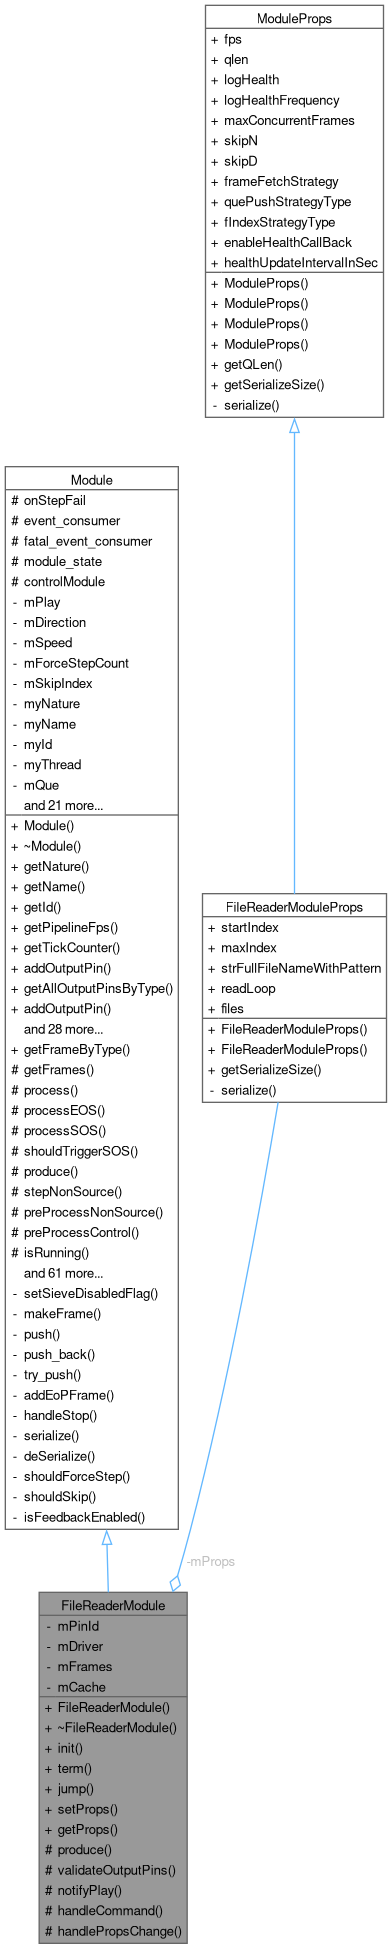 ModuleProps
+ fps
+ qlen
+ logHealth
+ logHealthFrequency
+ maxConcurrentFrames
+ skipN
+ skipD
+ frameFetchStrategy
+ quePushStrategyType
+ fIndexStrategyType
+ enableHealthCallBack
+ healthUpdateIntervalInSec
+ ModuleProps()
+ ModuleProps()
+ ModuleProps()
+ ModuleProps()
+ getQLen()
+ getSerializeSize()
- serialize()
Module
# onStepFail
# event_consumer
# fatal_event_consumer
# module_state
# controlModule
- mPlay
- mDirection
- mSpeed
- mForceStepCount
- mSkipIndex
- myNature
- myName
- myId
- myThread
- mQue
and 21 more...
+ Module()
+ ~Module()
+ getNature()
+ getName()
+ getId()
+ getPipelineFps()
+ getTickCounter()
+ addOutputPin()
+ getAllOutputPinsByType()
+ addOutputPin()
and 28 more...
+ getFrameByType()
# getFrames()
# process()
# processEOS()
# processSOS()
# shouldTriggerSOS()
# produce()
# stepNonSource()
# preProcessNonSource()
# preProcessControl()
# isRunning()
and 61 more...
- setSieveDisabledFlag()
- makeFrame()
- push()
- push_back()
- try_push()
- addEoPFrame()
- handleStop()
- serialize()
- deSerialize()
- shouldForceStep()
- shouldSkip()
- isFeedbackEnabled()
FileReaderModuleProps
+ startIndex
+ maxIndex
+ strFullFileNameWithPattern
+ readLoop
+ files
+ FileReaderModuleProps()
+ FileReaderModuleProps()
+ getSerializeSize()
- serialize()
-mProps
FileReaderModule
- mPinId
- mDriver
- mFrames
- mCache
+ FileReaderModule()
+ ~FileReaderModule()
+ init()
+ term()
+ jump()
+ setProps()
+ getProps()
# produce()
# validateOutputPins()
# notifyPlay()
# handleCommand()
# handlePropsChange()